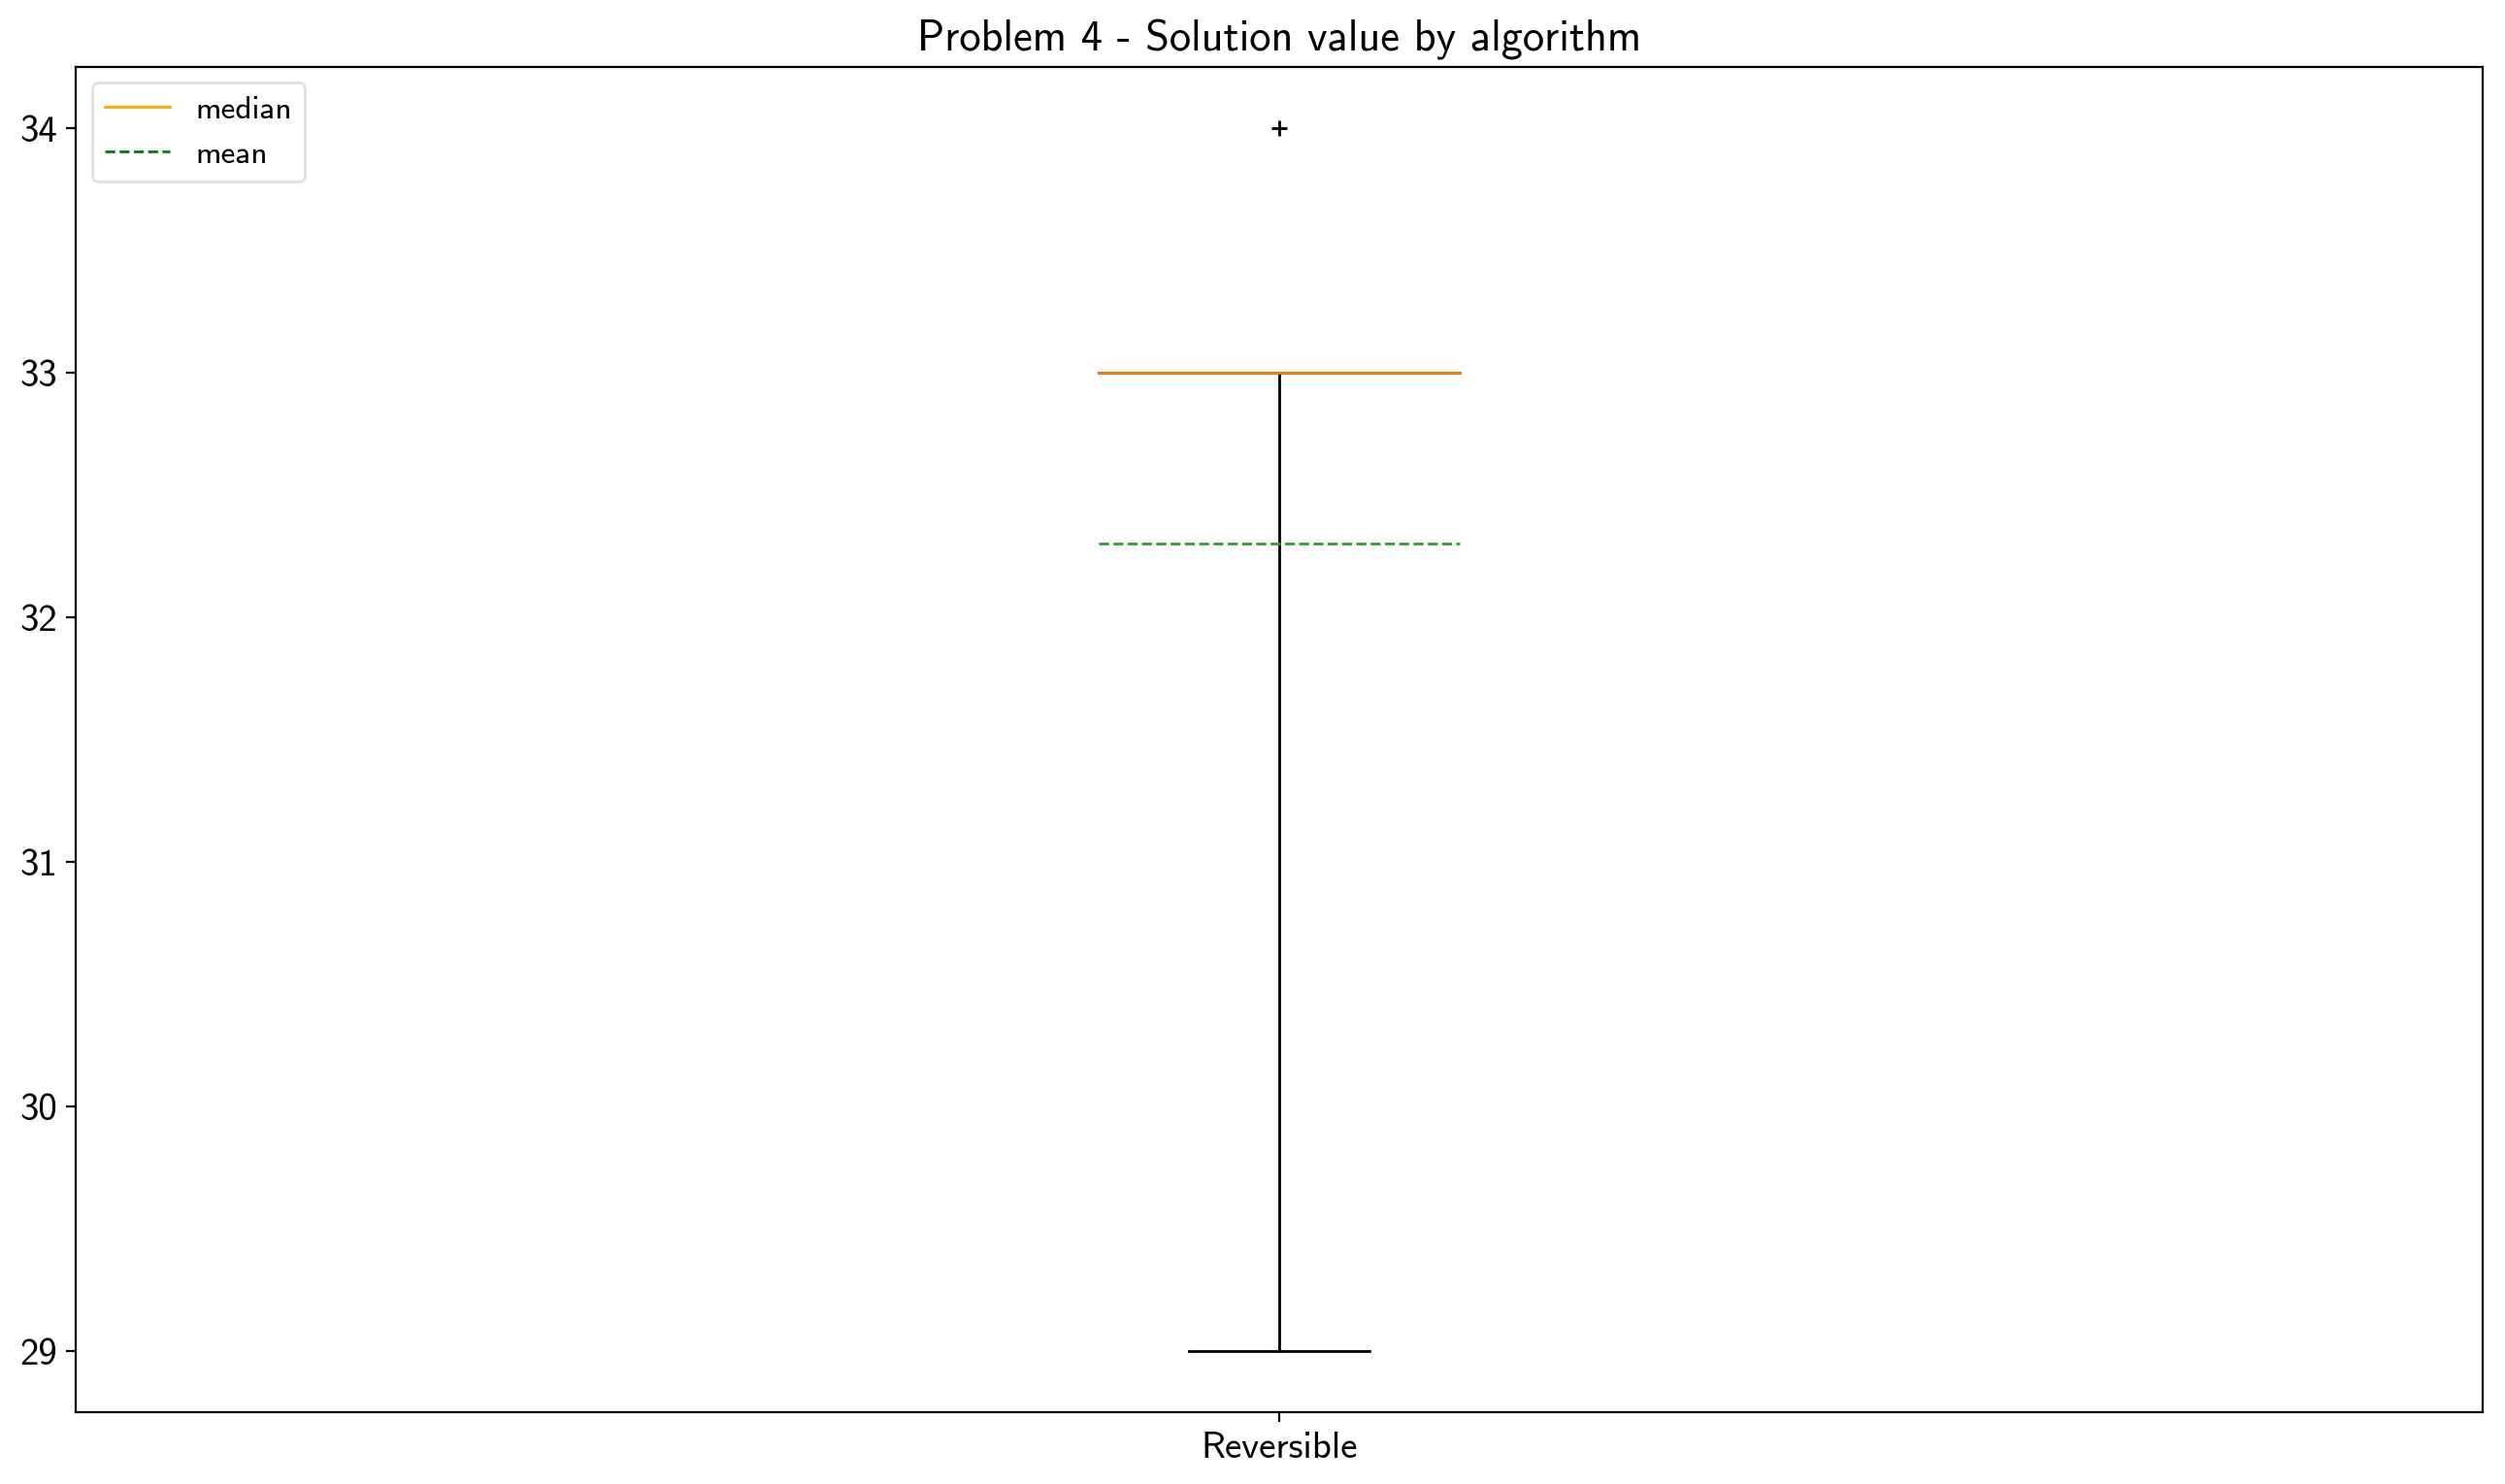 Problem 4 - Solution value by algorithm
median
mean
34
33
32
31
30
29
Reversible